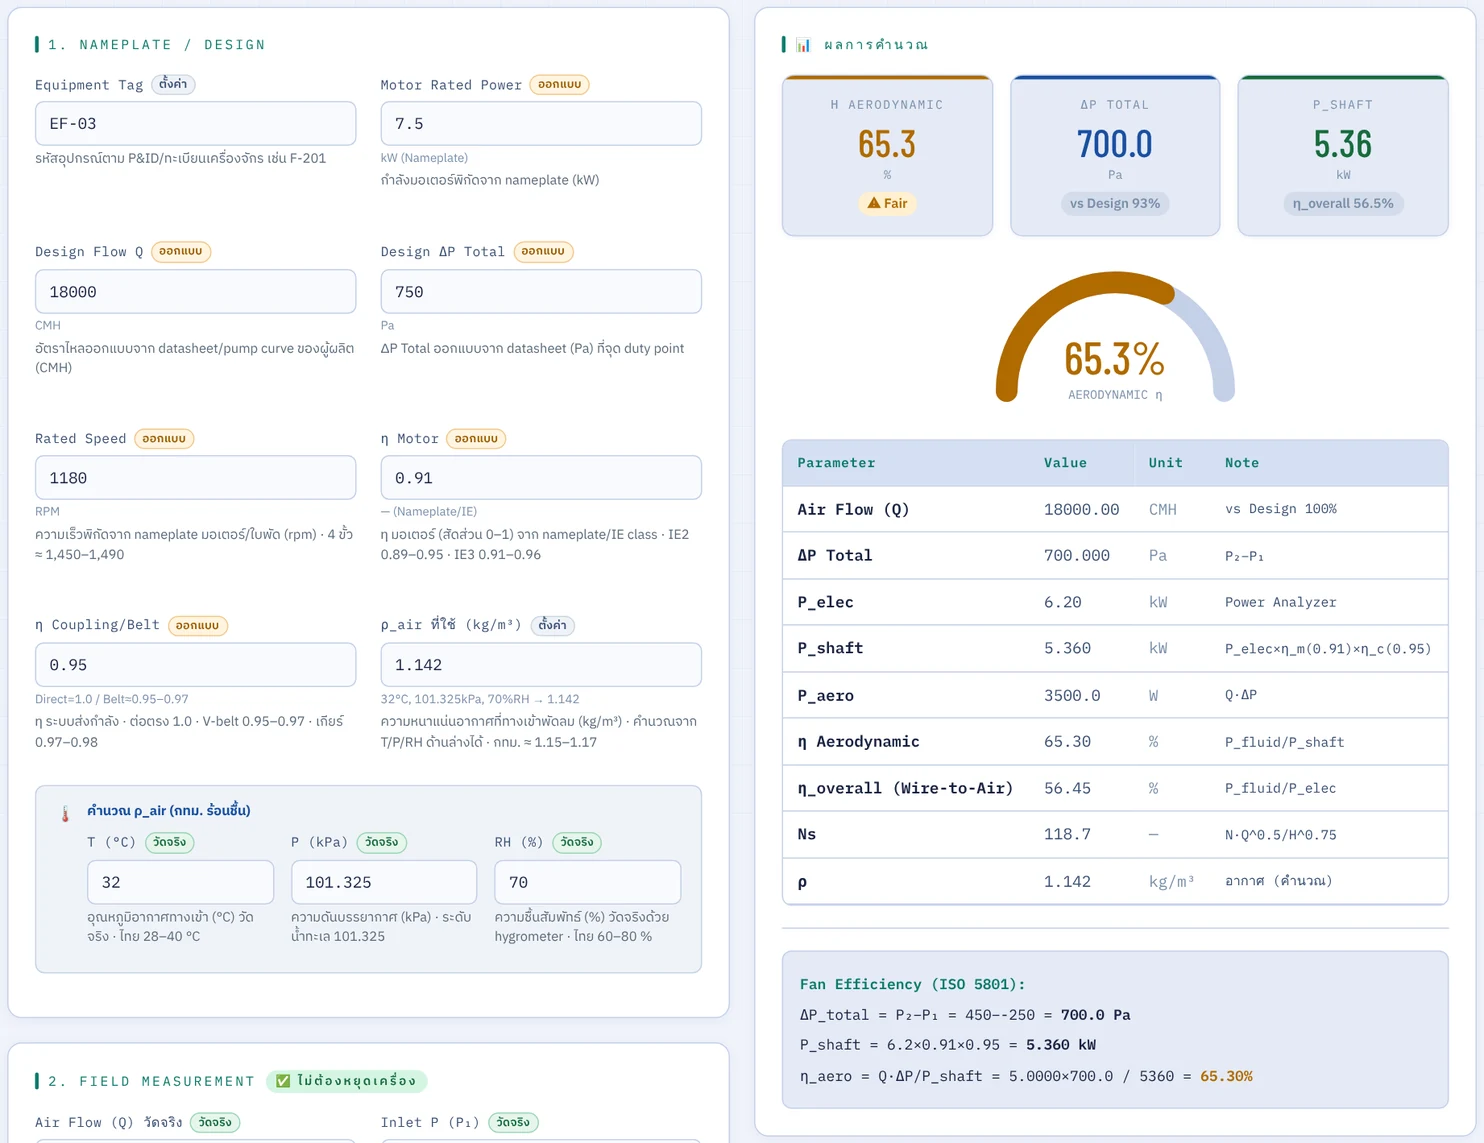 1. NAMEPLATE / DESIGN
Equipment Tag ตั้งค่า
EF-03
รหัสอุปกรณ์ตาม P&ID/ทะเบียนเครื่องจักร เช่น F-201
Motor Rated Power ออกแบบ
7.5
kW (Nameplate)
กำลังมอเตอร์พิกัดจาก nameplate (kW)
Design Flow Q ออกแบบ
18000
CMH
อัตราไหลออกแบบจาก datasheet/pump curve ของผู้ผลิต
(CMH)
Design ΔP Total ออกแบบ
750
Pa
ΔP Total ออกแบบจาก datasheet (Pa) ที่จุด duty point
Rated Speed ออกแบบ
1180
RPM
ความเร็วพิกัดจาก nameplate มอเตอร์/ใบพัด (rpm) · 4 ขั้ว
≈ 1,450–1,490
η Motor ออกแบบ
0.91
— (Nameplate/IE)
η มอเตอร์ (สัดส่วน 0–1) จาก nameplate/IE class · IE2
0.89–0.95 · IE3 0.91–0.96
η Coupling/Belt ออกแบบ
0.95
Direct=1.0 / Belt=0.95–0.97
η ระบบส่งกำลัง · ต่อตรง 1.0 · V-belt 0.95–0.97 · เกียร์
0.97–0.98
ρ_air ที่ใช้ (kg/m³) ตั้งค่า
1.142
32°C, 101.325kPa, 70%RH → 1.142
ความหนาแน่นอากาศที่ทางเข้าพัดลม (kg/m³) · คำนวณจาก
T/P/RH ด้านล่างได้ · กทม. ≈ 1.15–1.17
🌡️ คำนวณ ρ_air (กทม. ร้อนชื้น)
T (°C) วัดจริง
32
อุณหภูมิอากาศทางเข้า (°C) วัด
จริง · ไทย 28–40 °C
P (kPa) วัดจริง
101.325
ความดันบรรยากาศ (kPa) · ระดับ
น้ำทะเล 101.325
RH (%) วัดจริง
70
ความชื้นสัมพัทธ์ (%) วัดจริงด้วย
hygrometer · ไทย 60–80 %
2. FIELD MEASUREMENT ✅ ไม่ต้องหยุดเครื่อง
Air Flow (Q) วัดจริง วัดจริง
Inlet P (P₁) วัดจริง
📊 ผลการคำนวณ
Η AERODYNAMIC
65.3
%
⚠ Fair
ΔP TOTAL
700.0
Pa
vs Design 93%
P_SHAFT
5.36
kW
η_overall 56.5%
65.3%
AERODYNAMIC η
Parameter Value Unit Note
Air Flow (Q) 18000.00 CMH vs Design 100%
ΔP Total 700.000 Pa P₂−P₁
P_elec 6.20 kW Power Analyzer
P_shaft 5.360 kW P_elec×η_m(0.91)×η_c(0.95)
P_aero 3500.0 W Q·ΔP
η Aerodynamic 65.30 % P_fluid/P_shaft
η_overall (Wire-to-Air) 56.45 % P_fluid/P_elec
Ns 118.7 — N·Q^0.5/H^0.75
ρ 1.142 kg/m³ อากาศ (คำนวณ)
Fan Efficiency (ISO 5801):
ΔP_total = P₂−P₁ = 450−-250 = 700.0 Pa
P_shaft = 6.2×0.91×0.95 = 5.360 kW
η_aero = Q·ΔP/P_shaft = 5.0000×700.0 / 5360 = 65.30%